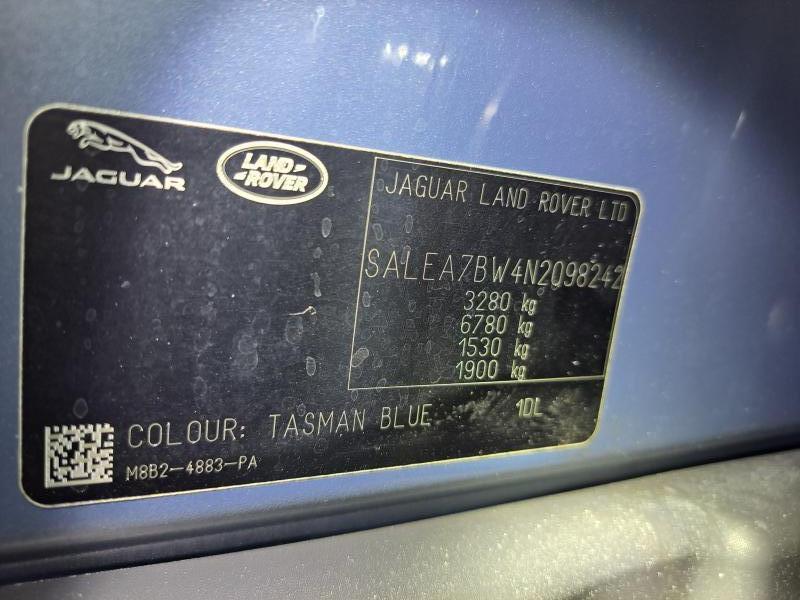 JAGUAR
LAND ROVER
JAGUAR LAND ROVER LTD
SALEA7BW4N2098242
3280 kg
6780 kg
1530 kg
1900 kg
COLOUR: TASMAN BLUE 1DL
M8B2-4883-PA